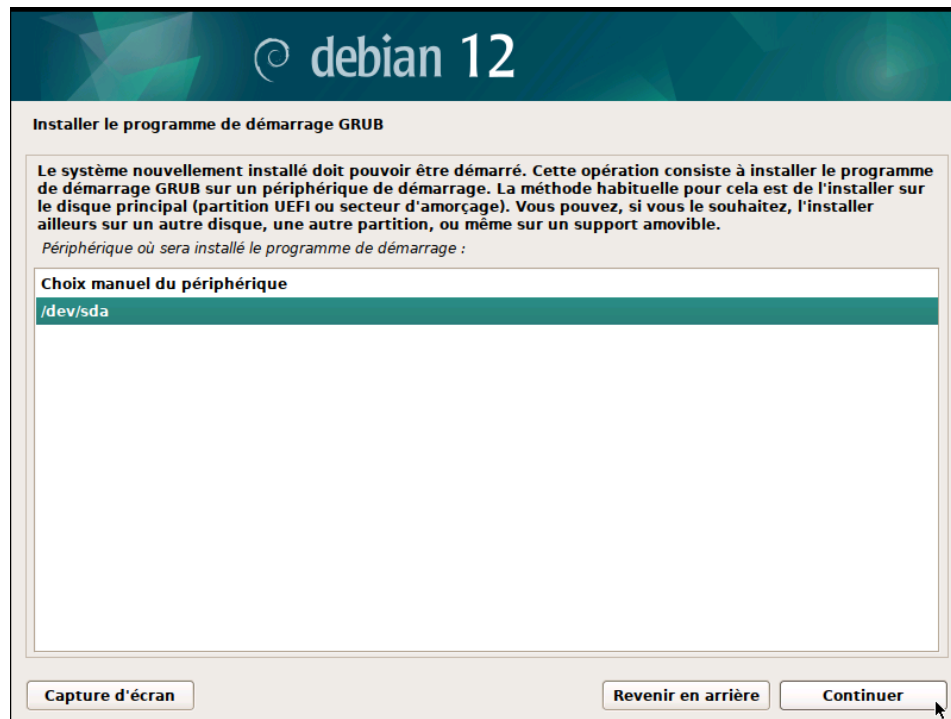 debian 12
Installer le programme de démarrage GRUB
Le système nouvellement installé doit pouvoir être démarré. Cette opération consiste à installer le programme
de démarrage GRUB sur un périphérique de démarrage. La méthode habituelle pour cela est de l'installer sur
le disque principal (partition UEFI ou secteur d'amorçage). Vous pouvez, si vous le souhaitez, l'installer
ailleurs sur un autre disque, une autre partition, ou même sur un support amovible.
Périphérique où sera installé le programme de démarrage :
Choix manuel du périphérique
/dev/sda
Capture d'écran
Revenir en arrière
Continuer